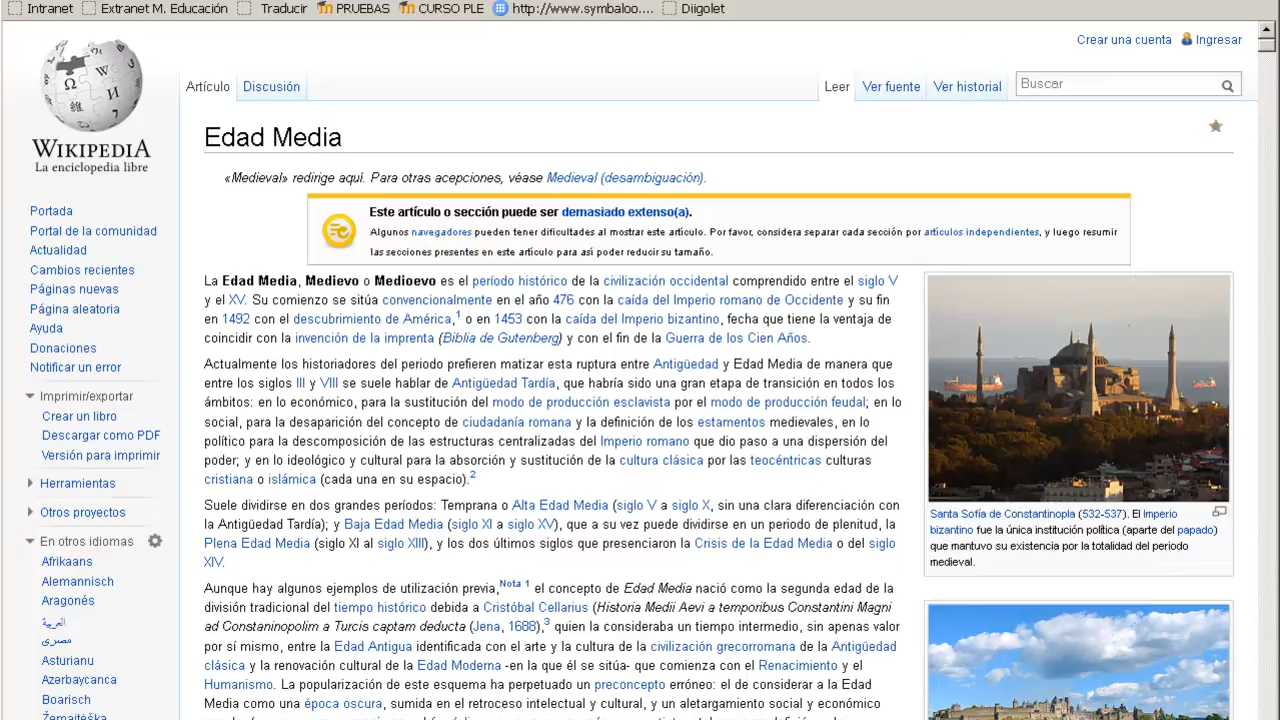 Intranet Extranet M. Educación Traducir PRUEBAS CURSO PLE http://www.symbaloo.... Diigolet
Crear una cuenta Ingresar
Artículo Discusión Leer Ver fuente Ver historial Buscar
WIKIPEDIA
La enciclopedia libre
Portada
Portal de la comunidad
Actualidad
Cambios recientes
Páginas nuevas
Página aleatoria
Ayuda
Donaciones
Notificar un error
Imprimir/exportar
Crear un libro
Descargar como PDF
Versión para imprimir
Herramientas
Otros proyectos
En otros idiomas
Afrikaans
Alemannisch
Aragonés
العربية
مصرى
Asturianu
Azərbaycanca
Boarisch
Žemaitėška
Edad Media
«Medieval» redirige aquí. Para otras acepciones, véase Medieval (desambiguación).
Este artículo o sección puede ser demasiado extenso(a).
Algunos navegadores pueden tener dificultades al mostrar este artículo. Por favor, considera separar cada sección por artículos independientes, y luego resumir
las secciones presentes en este artículo para así poder reducir su tamaño.
La Edad Media, Medievo o Medioevo es el período histórico de la civilización occidental comprendido entre el siglo V
y el XV. Su comienzo se sitúa convencionalmente en el año 476 con la caída del Imperio romano de Occidente y su fin
en 1492 con el descubrimiento de América,1 o en 1453 con la caída del Imperio bizantino, fecha que tiene la ventaja de
coincidir con la invención de la imprenta (Biblia de Gutenberg) y con el fin de la Guerra de los Cien Años.
Actualmente los historiadores del periodo prefieren matizar esta ruptura entre Antigüedad y Edad Media de manera que
entre los siglos III y VIII se suele hablar de Antigüedad Tardía, que habría sido una gran etapa de transición en todos los
ámbitos: en lo económico, para la sustitución del modo de producción esclavista por el modo de producción feudal; en lo
social, para la desaparición del concepto de ciudadanía romana y la definición de los estamentos medievales, en lo
político para la descomposición de las estructuras centralizadas del Imperio romano que dio paso a una dispersión del
poder; y en lo ideológico y cultural para la absorción y sustitución de la cultura clásica por las teocéntricas culturas
cristiana o islámica (cada una en su espacio).2
Suele dividirse en dos grandes períodos: Temprana o Alta Edad Media (siglo V a siglo X, sin una clara diferenciación con
la Antigüedad Tardía); y Baja Edad Media (siglo XI a siglo XV), que a su vez puede dividirse en un periodo de plenitud, la
Plena Edad Media (siglo XI al siglo XIII), y los dos últimos siglos que presenciaron la Crisis de la Edad Media o del siglo
XIV.
Aunque hay algunos ejemplos de utilización previa,Nota 1 el concepto de Edad Media nació como la segunda edad de la
división tradicional del tiempo histórico debida a Cristóbal Cellarius (Historia Medii Aevi a temporibus Constantini Magni
ad Constaninopolim a Turcis captam deducta (Jena, 1688),3 quien la consideraba un tiempo intermedio, sin apenas valor
por sí mismo, entre la Edad Antigua identificada con el arte y la cultura de la civilización grecorromana de la Antigüedad
clásica y la renovación cultural de la Edad Moderna -en la que él se sitúa- que comienza con el Renacimiento y el
Humanismo. La popularización de este esquema ha perpetuado un preconcepto erróneo: el de considerar a la Edad
Media como una época oscura, sumida en el retroceso intelectual y cultural, y un aletargamiento social y económico
Santa Sofía de Constantinopla (532-537). El Imperio
bizantino fue la única institución política (aparte del papado)
que mantuvo su existencia por la totalidad del periodo
medieval.